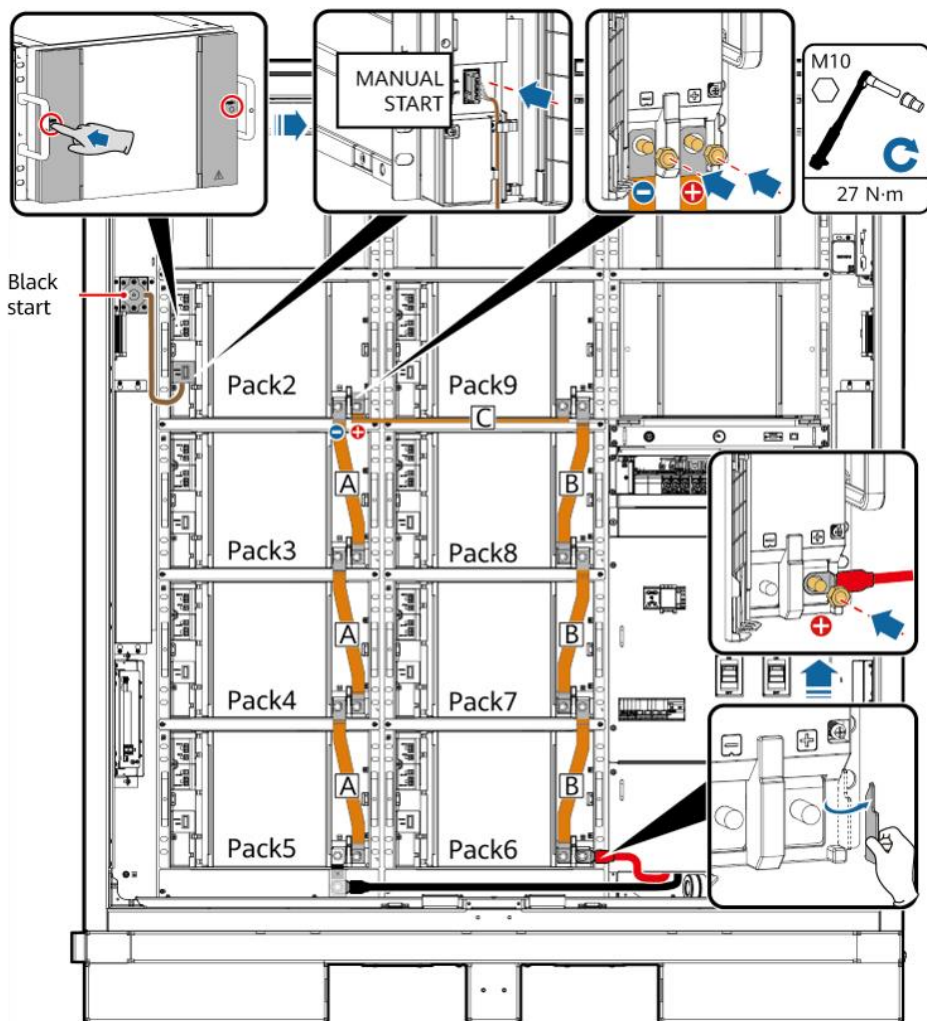 MANUAL
START
M10
27 N·m
Black
start
Pack2
Pack9
C
A
B
Pack3
Pack8
A
B
Pack4
Pack7
A
B
Pack5
Pack6